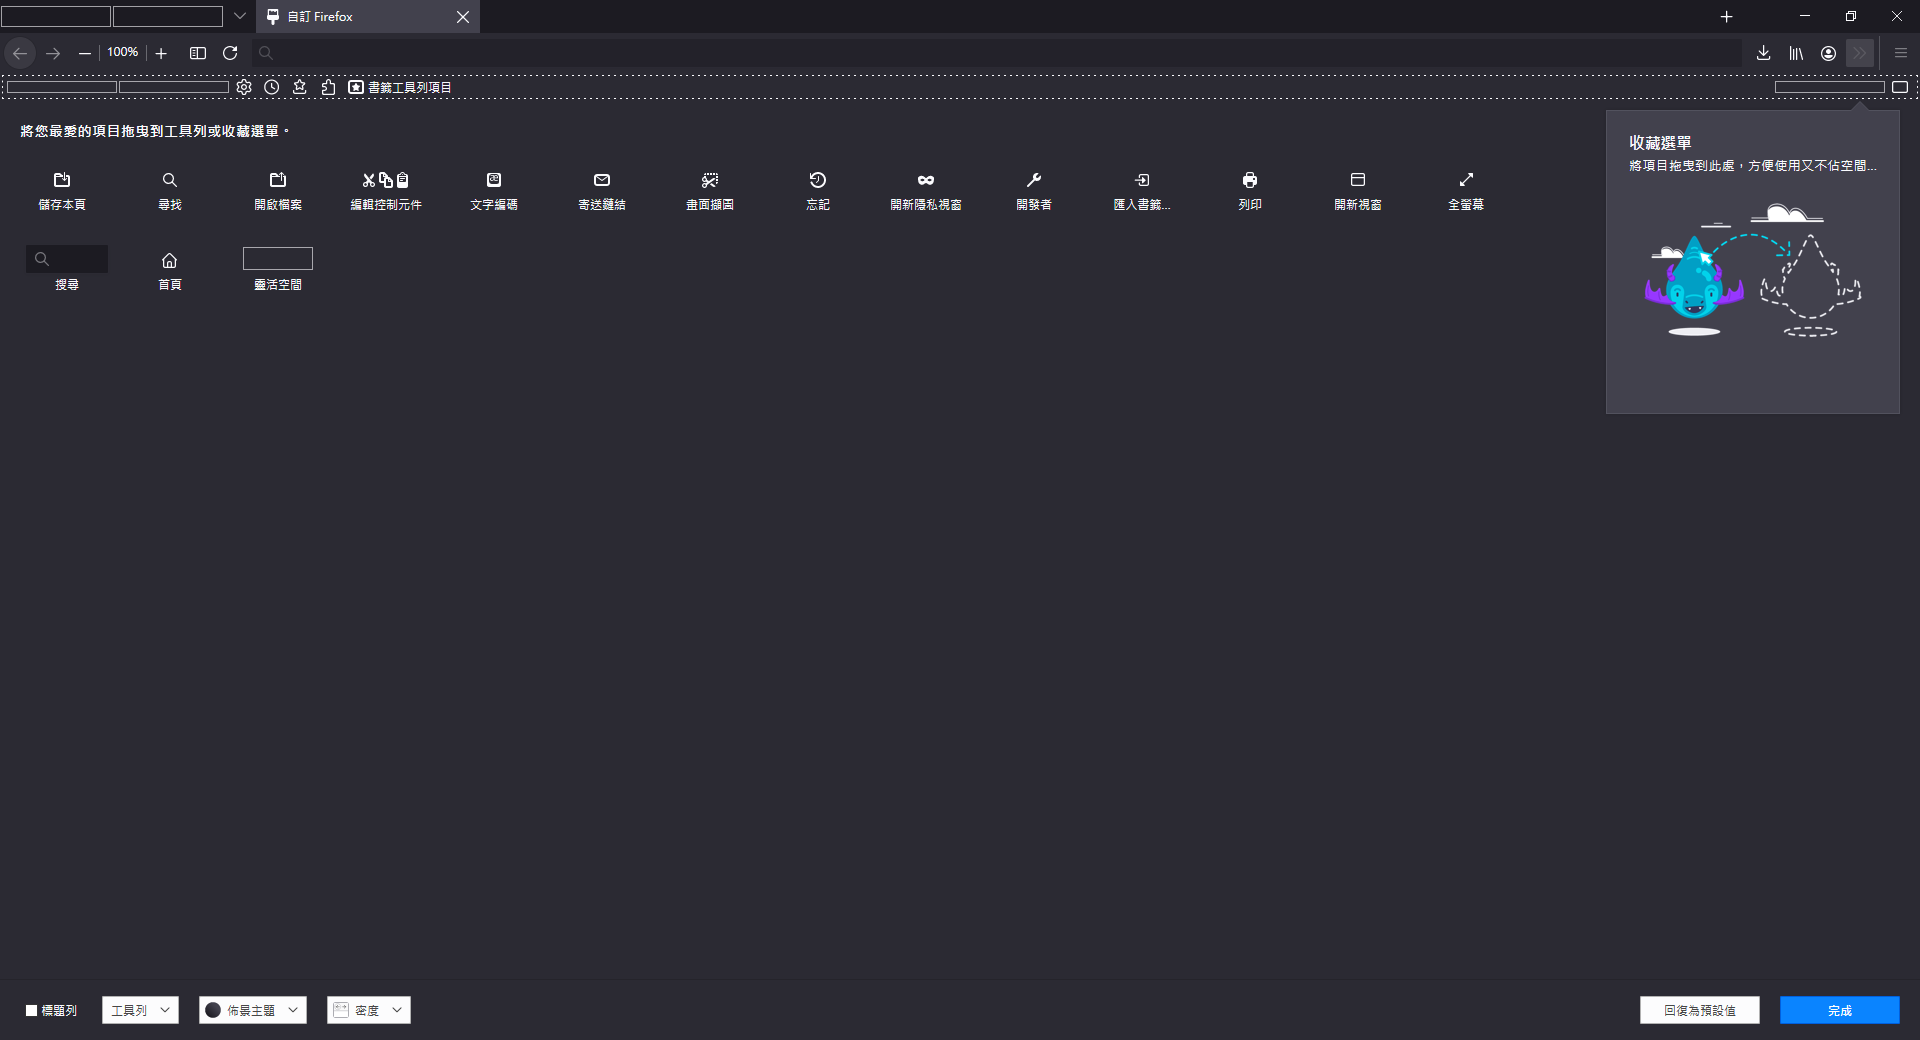 自訂 Firefox
100%
書籤工具列項目
將您最愛的項目拖曳到工具列或收藏選單。
儲存本頁
尋找
開啟檔案
編輯控制元件
文字編碼
寄送鏈結
畫面擷圖
忘記
開新隱私視窗
開發者
匯入書籤...
列印
開新視窗
全螢幕
搜尋
首頁
靈活空間
收藏選單
將項目拖曳到此處，方便使用又不佔空間...
標題列
工具列
佈景主題
密度
回復為預設值
完成